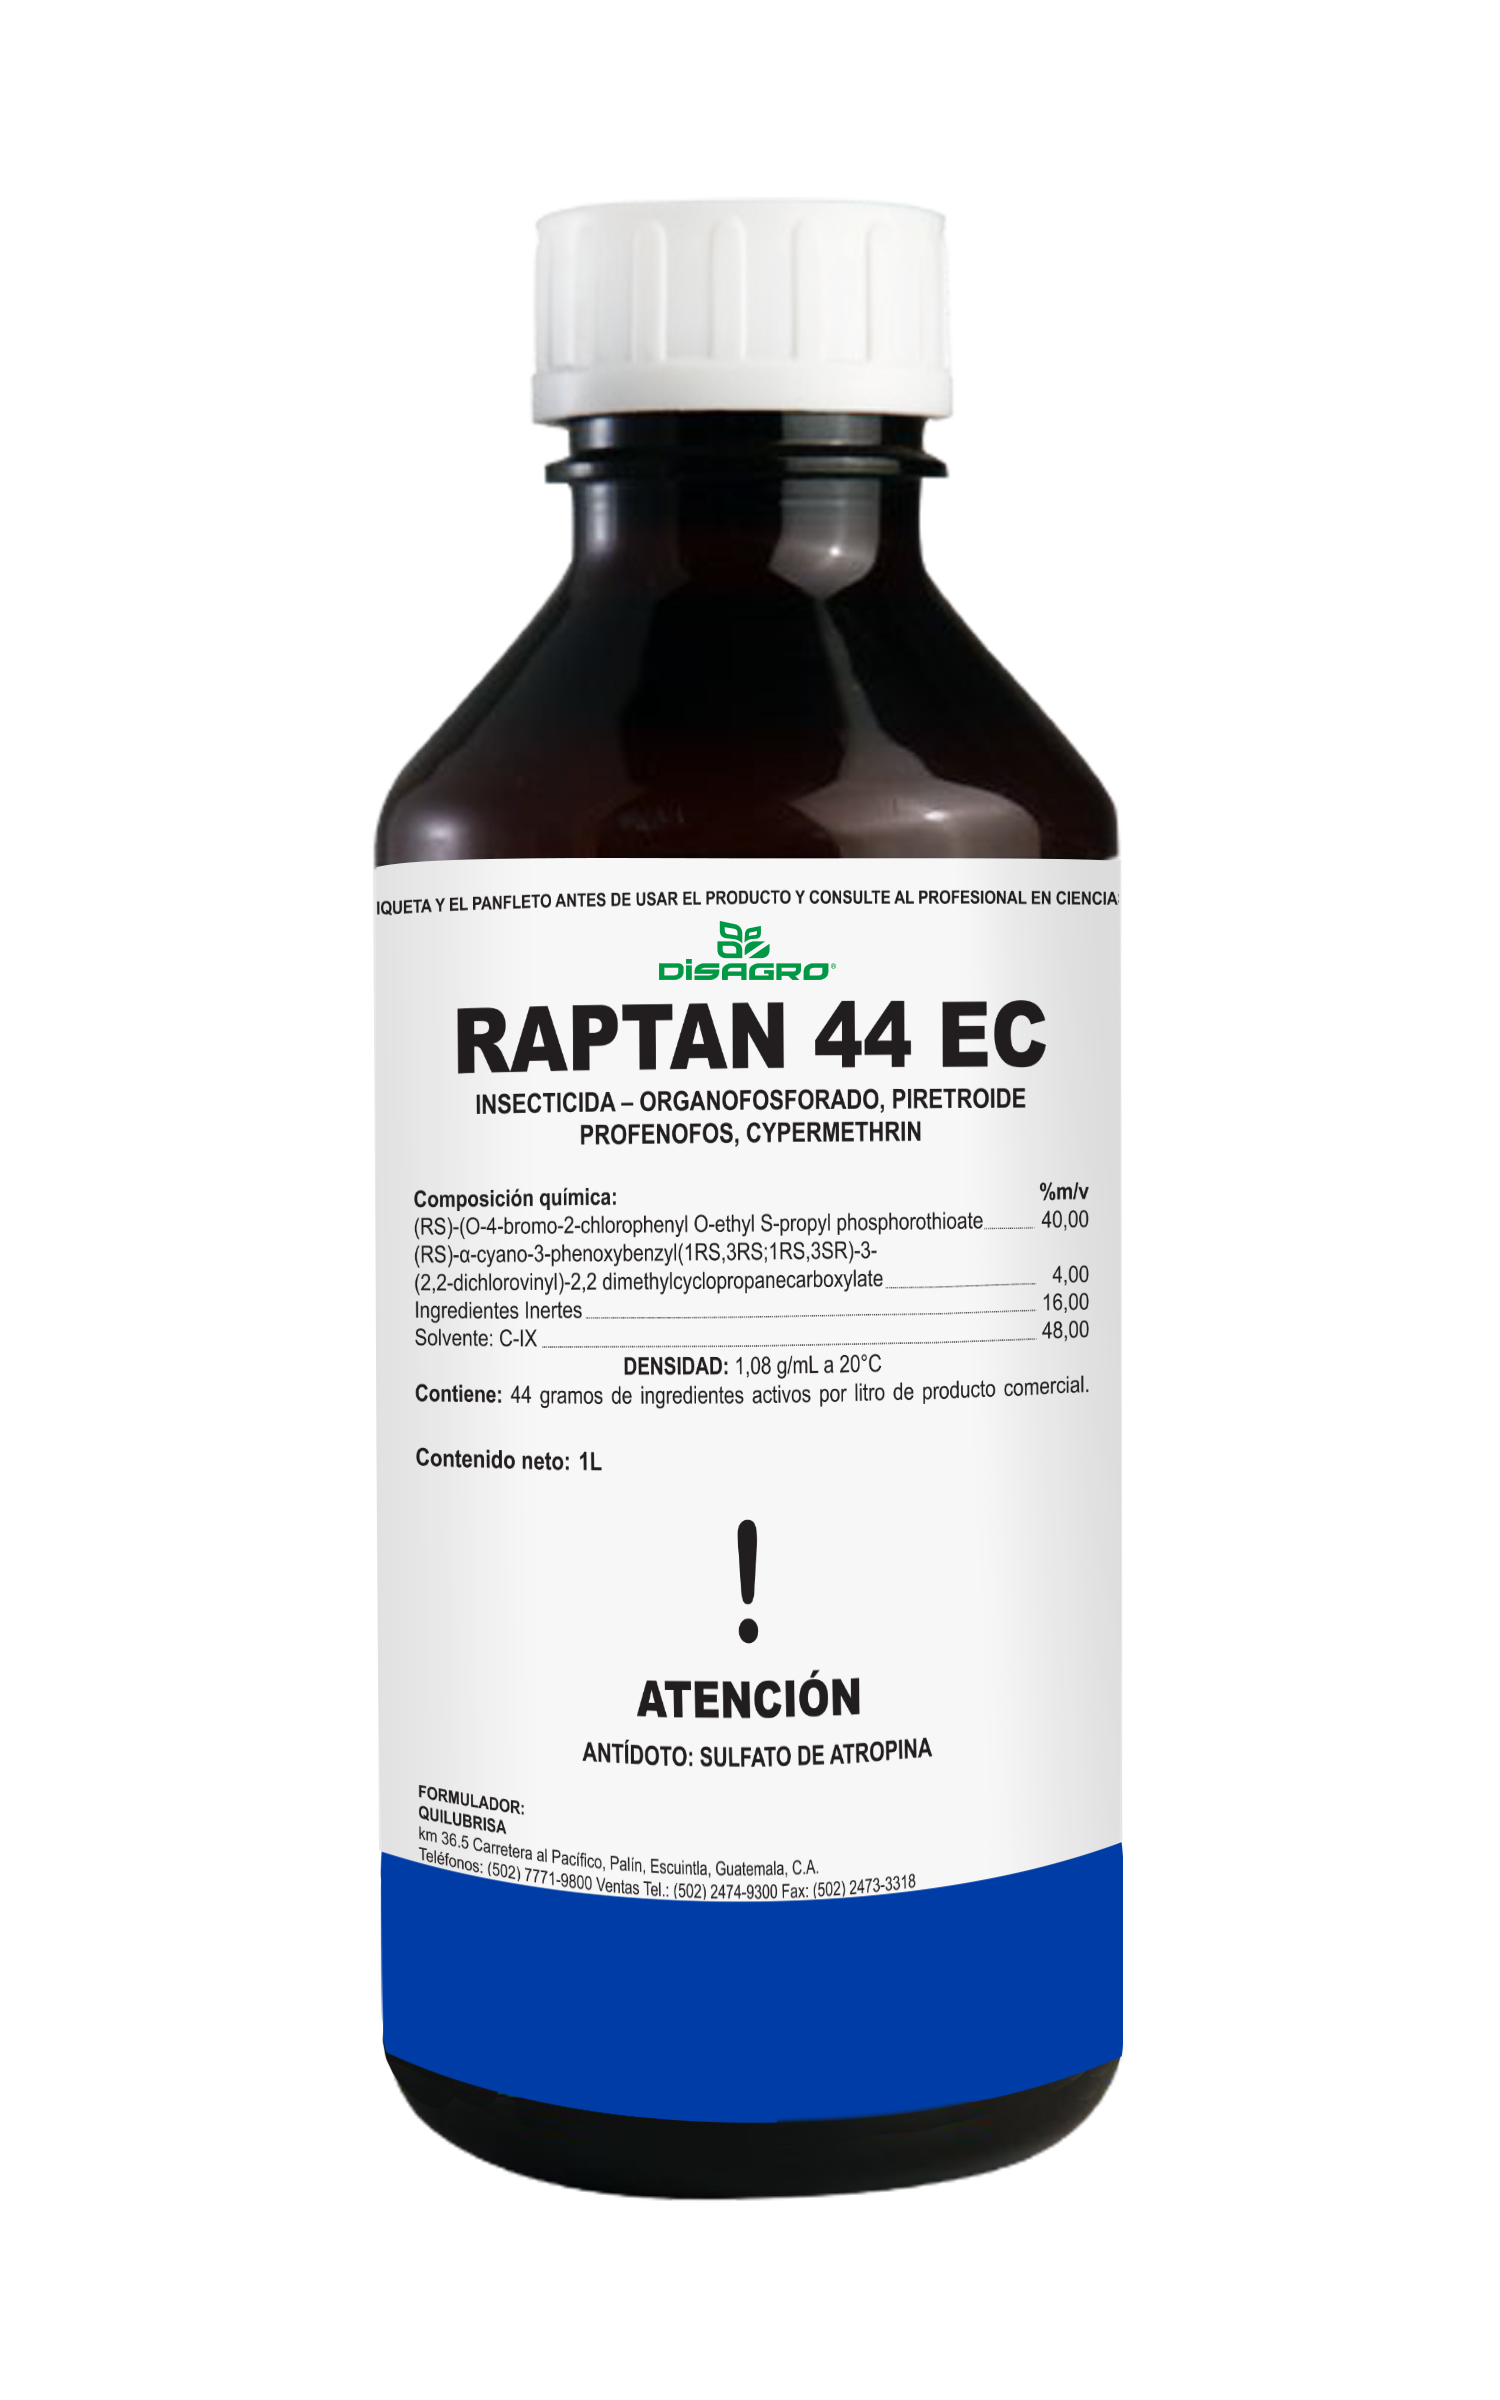 IQUETA Y EL PANFLETO ANTES DE USAR EL PRODUCTO Y CONSULTE AL PROFESIONAL EN CIENCIA
DISAGRO®
RAPTAN 44 EC
INSECTICIDA – ORGANOFOSFORADO, PIRETROIDE
PROFENOFOS, CYPERMETHRIN
Composición química: %m/v
(RS)-(O-4-bromo-2-chlorophenyl O-ethyl S-propyl phosphorothioate 40,00
(RS)-α-cyano-3-phenoxybenzyl(1RS,3RS;1RS,3SR)-3-
(2,2-dichlorovinyl)-2,2 dimethylcyclopropanecarboxylate 4,00
Ingredientes Inertes 16,00
Solvente: C-IX 48,00
DENSIDAD: 1,08 g/mL a 20°C
Contiene: 44 gramos de ingredientes activos por litro de producto comercial.
Contenido neto: 1L
!
ATENCIÓN
ANTÍDOTO: SULFATO DE ATROPINA
FORMULADOR:
QUILUBRISA
km 36.5 Carretera al Pacífico, Palín, Escuintla, Guatemala, C.A.
Teléfonos: (502) 7771-9800 Ventas Tel.: (502) 2474-9300 Fax: (502) 2473-3318